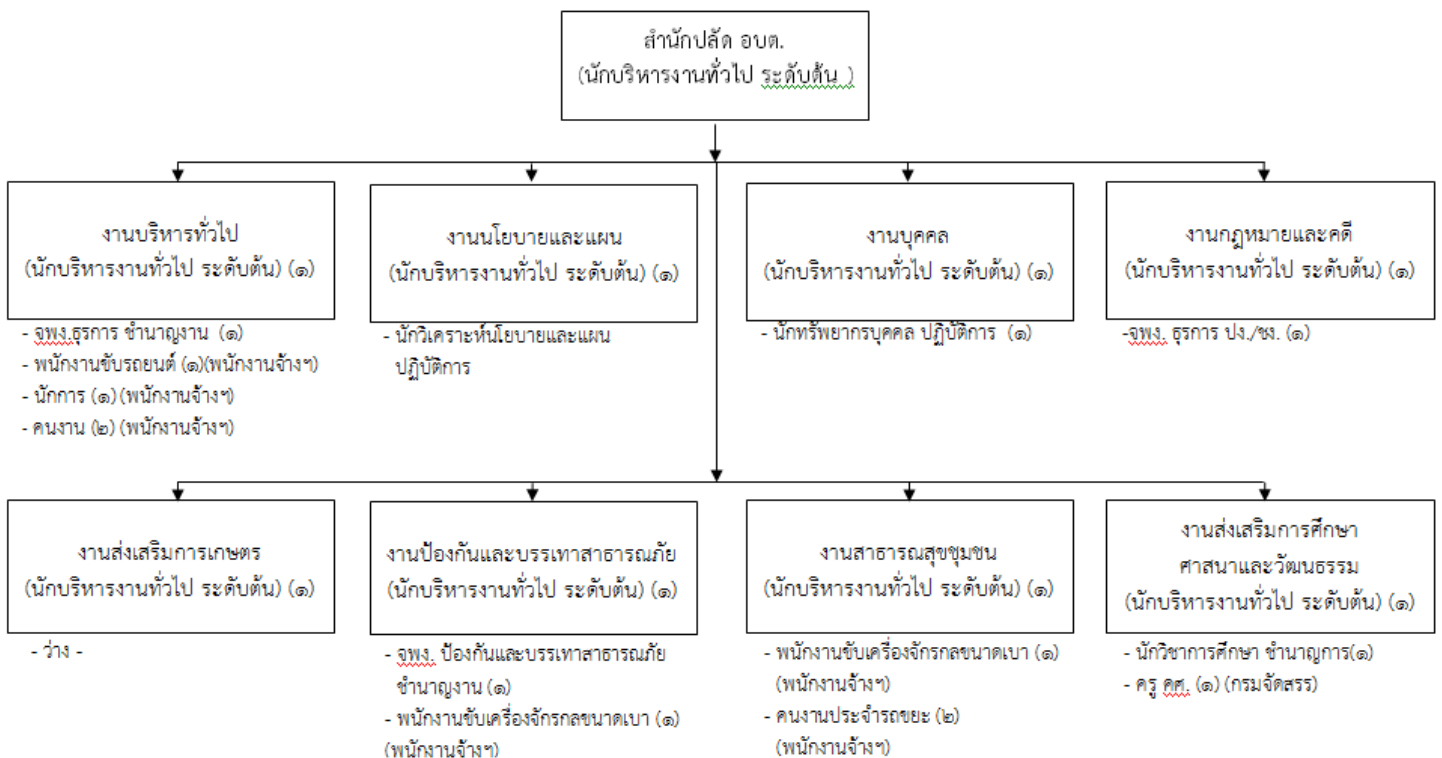 สำนักปลัด อบต.
(นักบริหารงานทั่วไป ระดับต้น )
งานบริหารทั่วไป
(นักบริหารงานทั่วไป ระดับต้น) (๑)
- จพง.ธุรการ ชำนาญงาน (๑)
- พนักงานขับรถยนต์ (๑)(พนักงานจ้างฯ)
- นักการ (๑) (พนักงานจ้างฯ)
- คนงาน (๒) (พนักงานจ้างฯ)
งานนโยบายและแผน
(นักบริหารงานทั่วไป ระดับต้น) (๑)
- นักวิเคราะห์นโยบายและแผน
ปฏิบัติการ
งานบุคคล
(นักบริหารงานทั่วไป ระดับต้น) (๑)
- นักทรัพยากรบุคคล ปฏิบัติการ (๑)
งานกฎหมายและคดี
(นักบริหารงานทั่วไป ระดับต้น) (๑)
-จพง. ธุรการ ปง./ชง. (๑)
งานส่งเสริมการเกษตร
(นักบริหารงานทั่วไป ระดับต้น) (๑)
- ว่าง -
งานป้องกันและบรรเทาสาธารณภัย
(นักบริหารงานทั่วไป ระดับต้น) (๑)
- จพง. ป้องกันและบรรเทาสาธารณภัย
ชำนาญงาน (๑)
- พนักงานขับเครื่องจักรกลขนาดเบา (๑)
(พนักงานจ้างฯ)
งานสาธารณสุขชุมชน
(นักบริหารงานทั่วไป ระดับต้น) (๑)
- พนักงานขับเครื่องจักรกลขนาดเบา (๑)
(พนักงานจ้างฯ)
- คนงานประจำรถขยะ (๒)
(พนักงานจ้างฯ)
งานส่งเสริมการศึกษา
ศาสนาและวัฒนธรรม
(นักบริหารงานทั่วไป ระดับต้น) (๑)
- นักวิชาการศึกษา ชำนาญการ(๑)
- ครู คศ. (๑) (กรมจัดสรร)